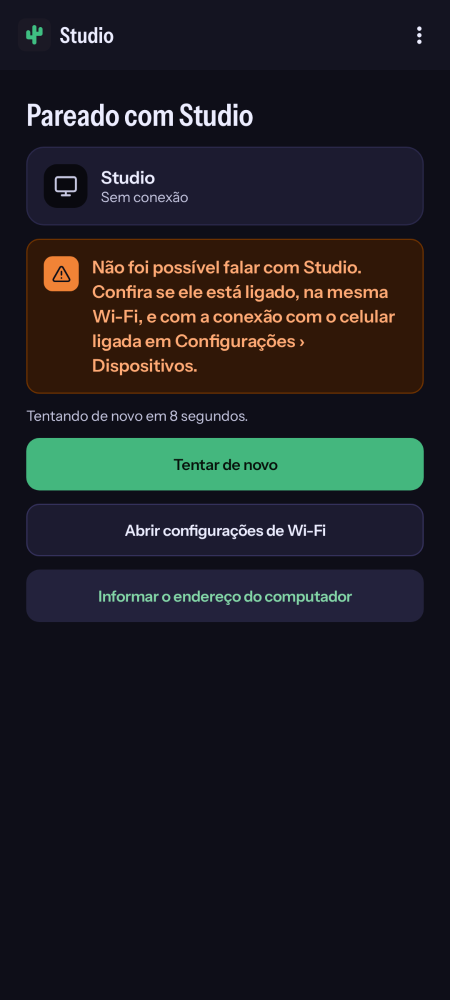 Studio
Pareado com Studio
Studio
Sem conexão
Não foi possível falar com Studio.
Confira se ele está ligado, na mesma
Wi-Fi, e com a conexão com o celular
ligada em Configurações ›
Dispositivos.
Tentando de novo em 8 segundos.
Tentar de novo
Abrir configurações de Wi-Fi
Informar o endereço do computador